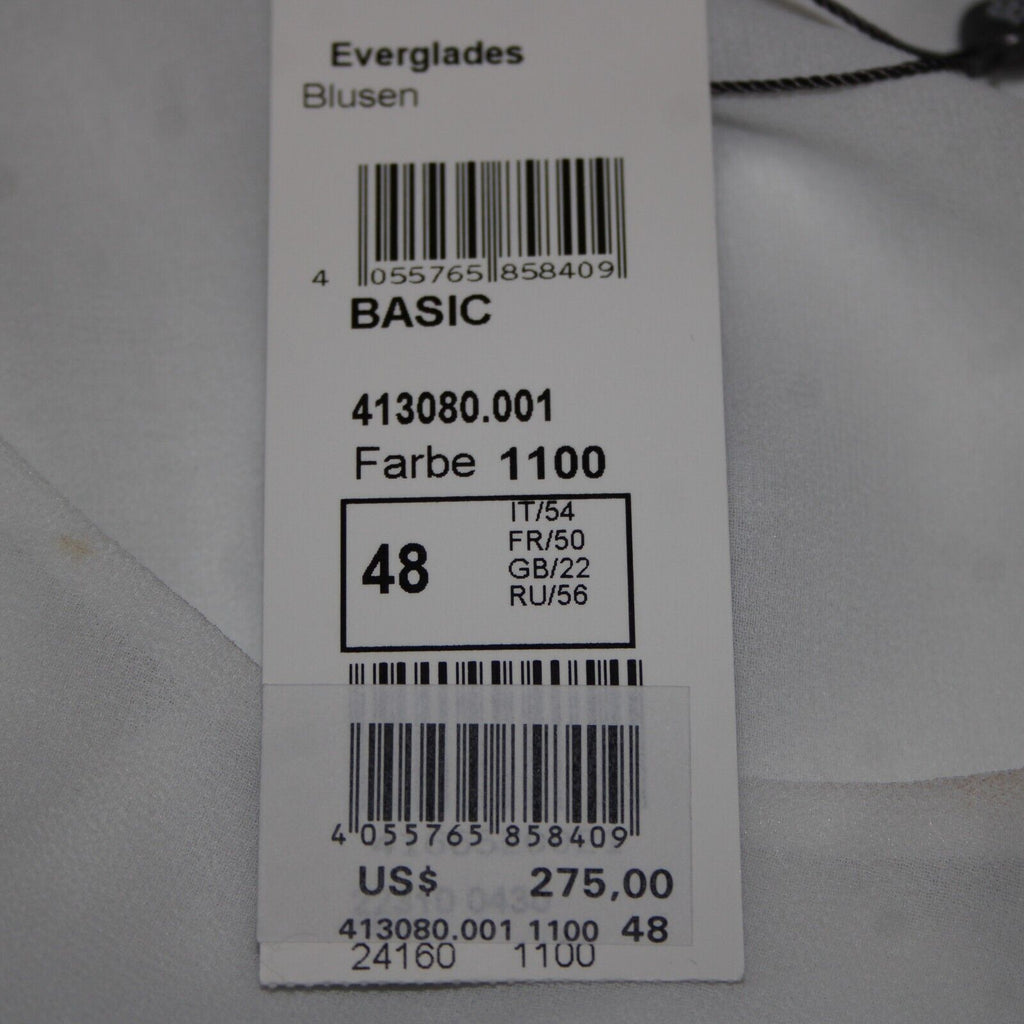 Everglades
Blusen
4 055765 858409
BASIC
413080.001
Farbe 1100
48
IT/54
FR/50
GB/22
RU/56
4 055765 858409
US$ 275,00
413080.001 1100 48
24160 1100